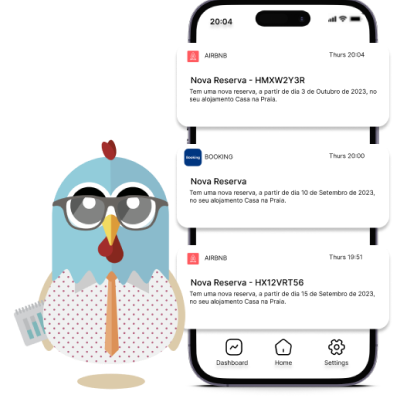 20:04
AIRBNB Thurs 20:04
Nova Reserva - HMXW2Y3R
Tem uma nova reserva, a partir de dia 3 de Outubro de 2023, no
seu alojamento Casa na Praia.
Booking BOOKING Thurs 20:00
Nova Reserva
Tem uma nova reserva, a partir de dia 10 de Setembro de 2023,
no seu alojamento Casa na Praia.
AIRBNB Thurs 19:51
Nova Reserva - HX12VRT56
Tem uma nova reserva, a partir de dia 15 de Setembro de 2023,
no seu alojamento Casa na Praia.
Dashboard Home Settings